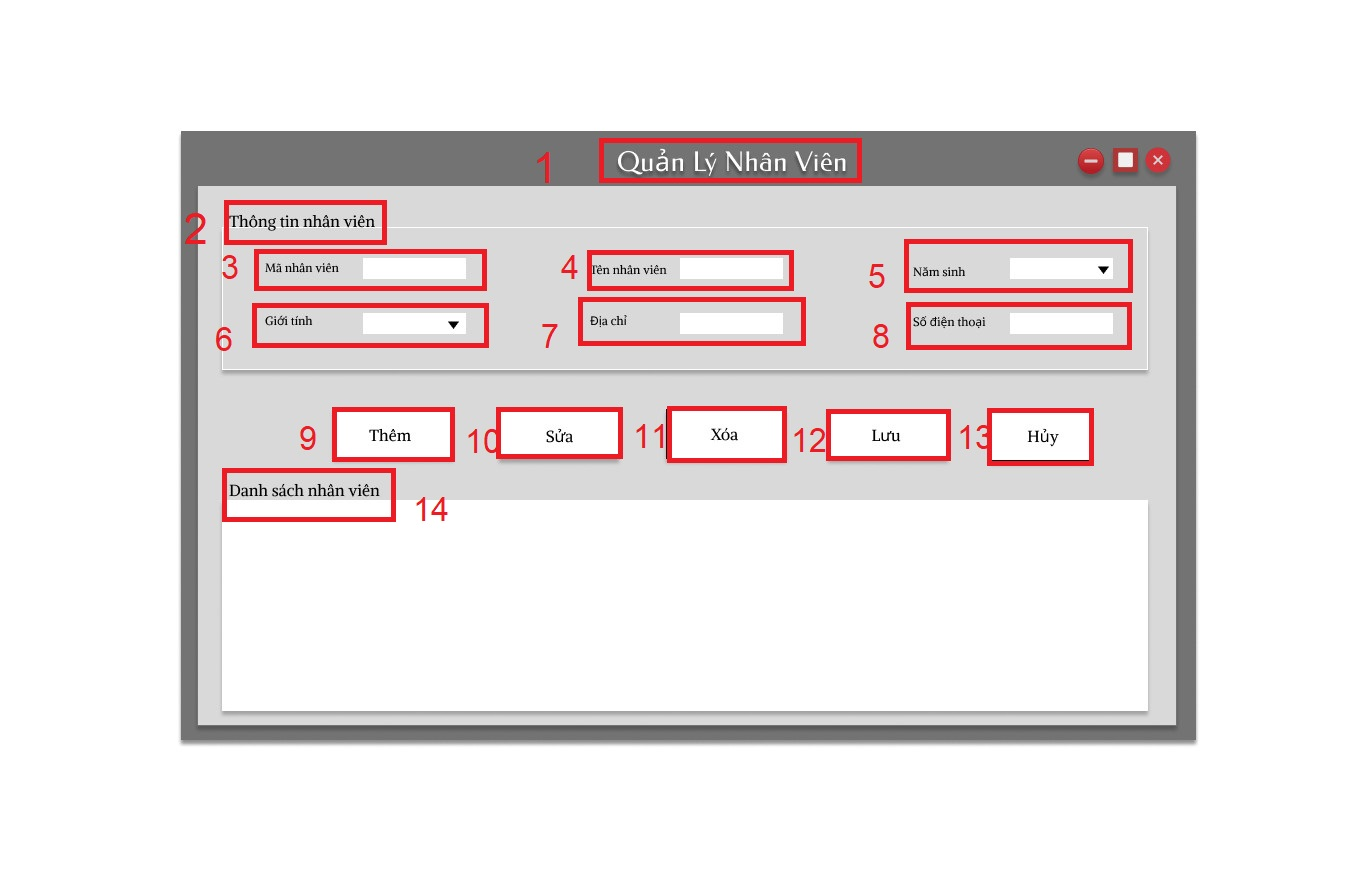 1 Quản Lý Nhân Viên
2 Thông tin nhân viên
3 Mã nhân viên 4 Tên nhân viên 5 Năm sinh
6 Giới tính 7 Địa chỉ 8 Số điện thoại
9 Thêm 10 Sửa 11 Xóa 12 Lưu 13 Hủy
Danh sách nhân viên 14